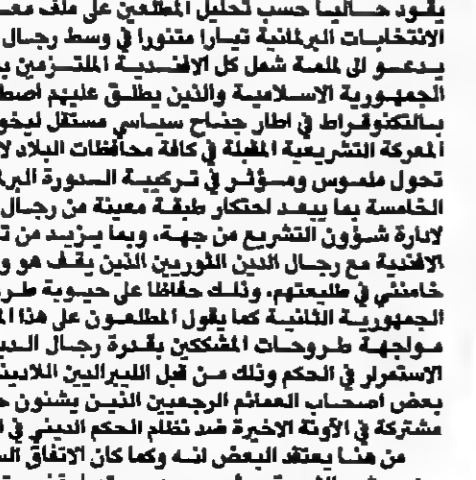 يقود حاليا حسب تحليل المطلعين على ملف
الانتخابات البرلمانية تيارا متنورا في وسط رجال
يدعو الى لملمة شمل كل الافندية الملتزمين
الجمهورية الاسلامية والذين يطلق عليهم
بالتكنوقراط في اطار جناح سياسي مستقل
المعركة التشريعية المقبلة في كافة محافظات البلاد
تحول ملموس ومؤثر في تركيبة الدورة
الخامسة بما يبعد احتكار طبقة معينة من رجال
لادارة شؤون التشريع من جهة، وبما يزيد من
الافندية مع رجال الدين الثوريين الذين يقف هو
خامنئي في طليعتهم، وذلك حفاظا على حيوية
الجمهورية الثانية كما يقول المطلعون على هذا
مواجهة طروحات المشككين بقدرة رجال
الاستمرار في الحكم وذلك من قبل الليبراليين
بعض اصحاب العمائم الرجعيين الذين يشنون
مشتركة في الآونة الاخيرة ضد نظام الحكم الديني في
من هنا يعتقد البعض انه وكما كان الاتفاق